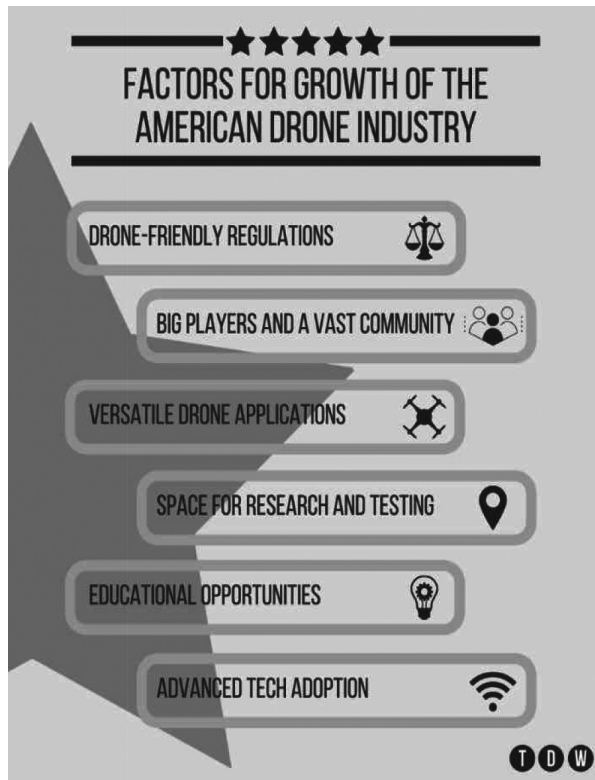 FACTORS FOR GROWTH OF THE
AMERICAN DRONE INDUSTRY
DRONE-FRIENDLY REGULATIONS
BIG PLAYERS AND A VAST COMMUNITY
VERSATILE DRONE APPLICATIONS
SPACE FOR RESEARCH AND TESTING
EDUCATIONAL OPPORTUNITIES
ADVANCED TECH ADOPTION
TDW